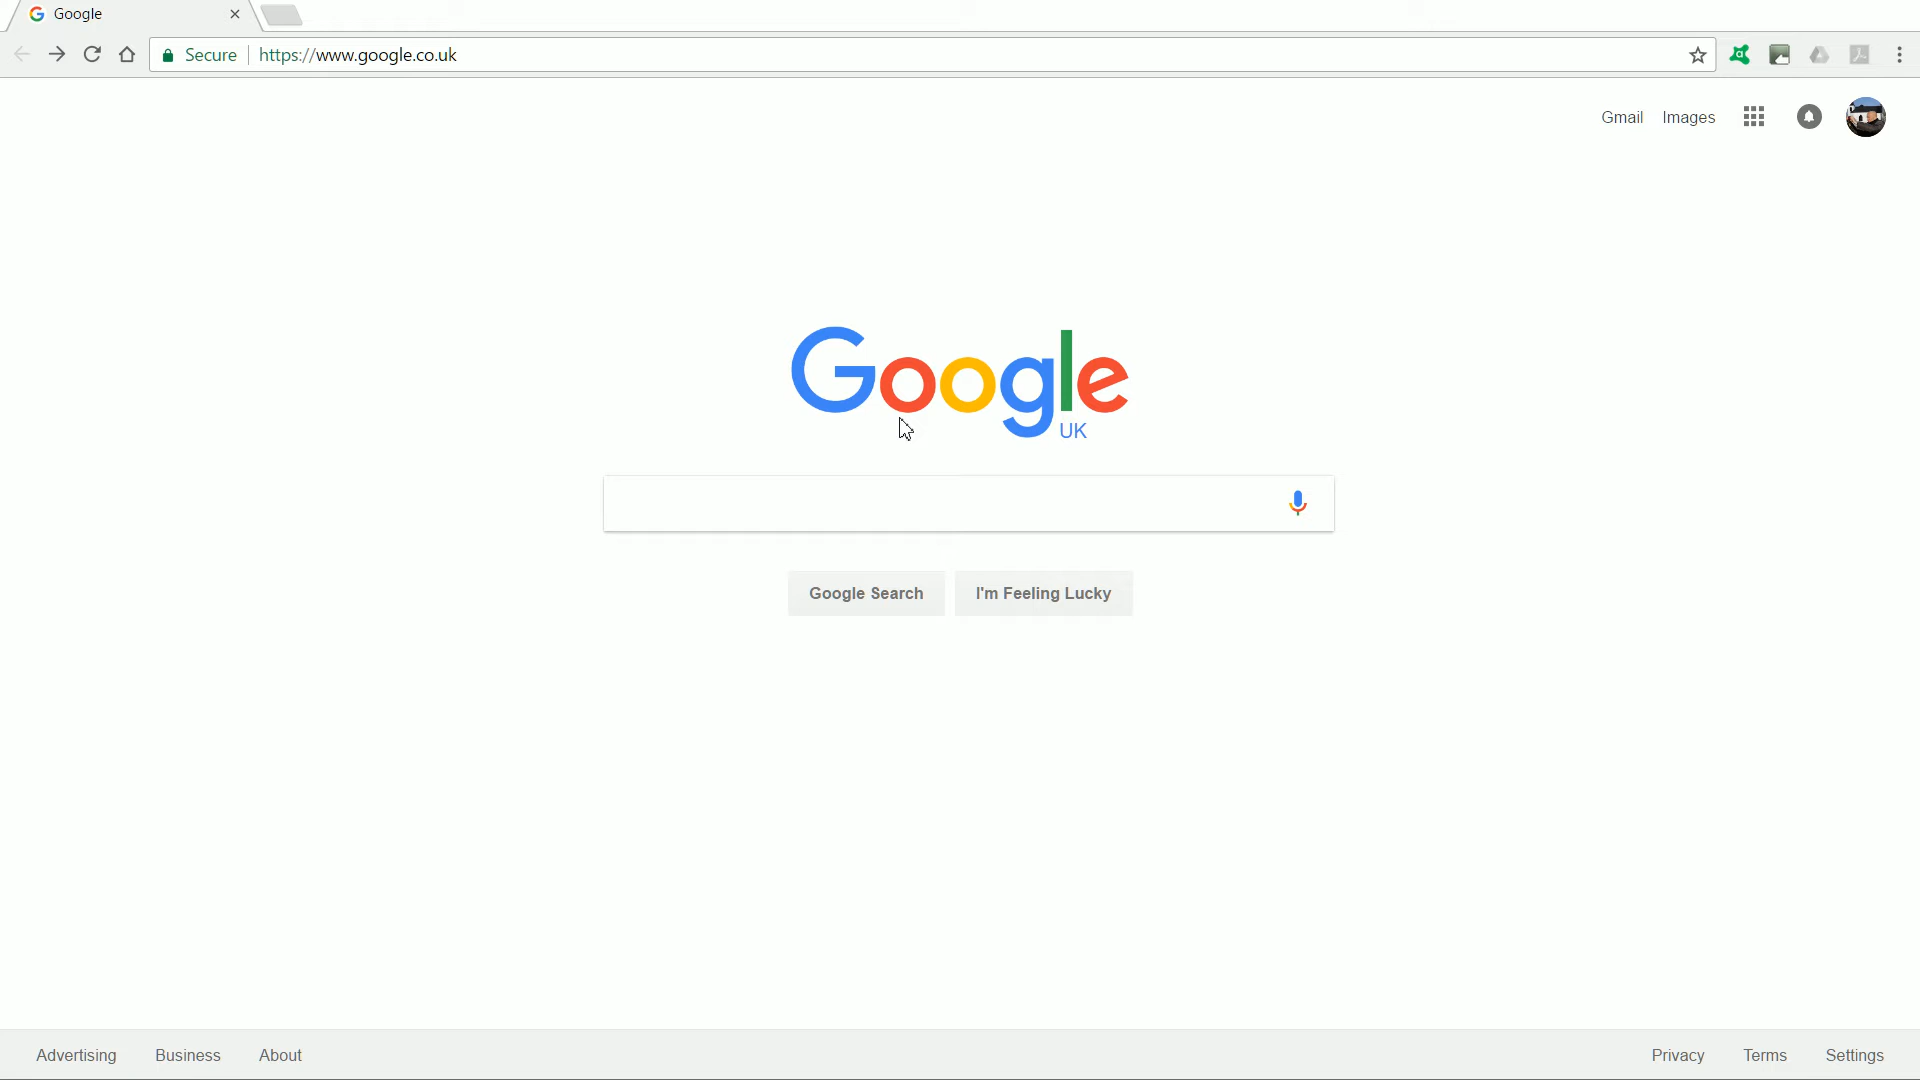 Google
Secure https://www.google.co.uk
Gmail Images
Google
UK
Google Search I'm Feeling Lucky
Advertising Business About Privacy Terms Settings